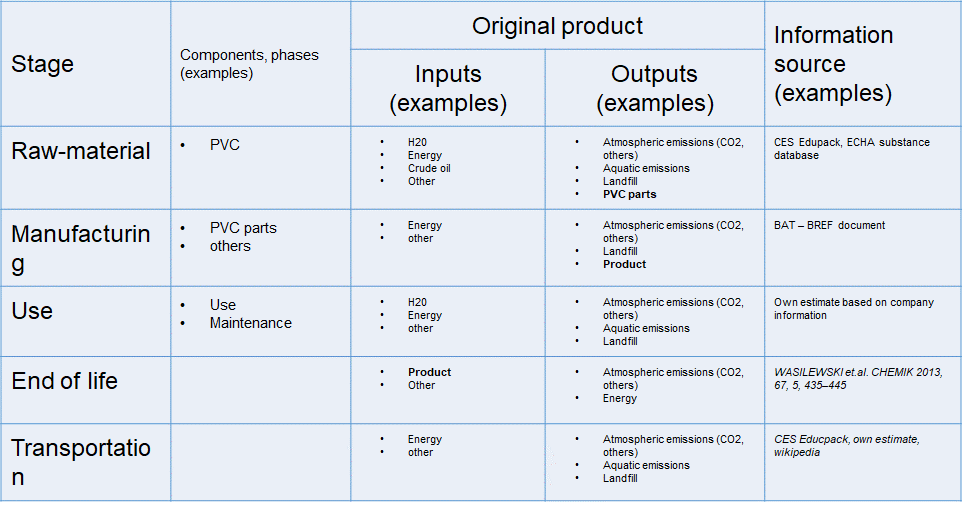 Stage
Components, phases
(examples)
Original product
Inputs
(examples)
Outputs
(examples)
Information
source
(examples)
Raw-material
• PVC
• H20
• Energy
• Crude oil
• Other
• Atmospheric emissions (CO2,
others)
• Aquatic emissions
• Landfill
• PVC parts
CES Edupack, ECHA substance
database
Manufacturin
g
• PVC parts
• others
• Energy
• other
• Atmospheric emissions (CO2,
others)
• Landfill
• Product
BAT – BREF document
Use
• Use
• Maintenance
• H20
• Energy
• other
• Atmospheric emissions (CO2,
others)
• Aquatic emissions
• Landfill
Own estimate based on company
information
End of life
• Product
• Other
• Atmospheric emissions (CO2,
others)
• Energy
WASILEWSKI et.al. CHEMIK 2013,
67, 5, 435–445
Transportatio
n
• Energy
• other
• Atmospheric emissions (CO2,
others)
• Aquatic emissions
• Landfill
CES Educpack, own estimate,
wikipedia